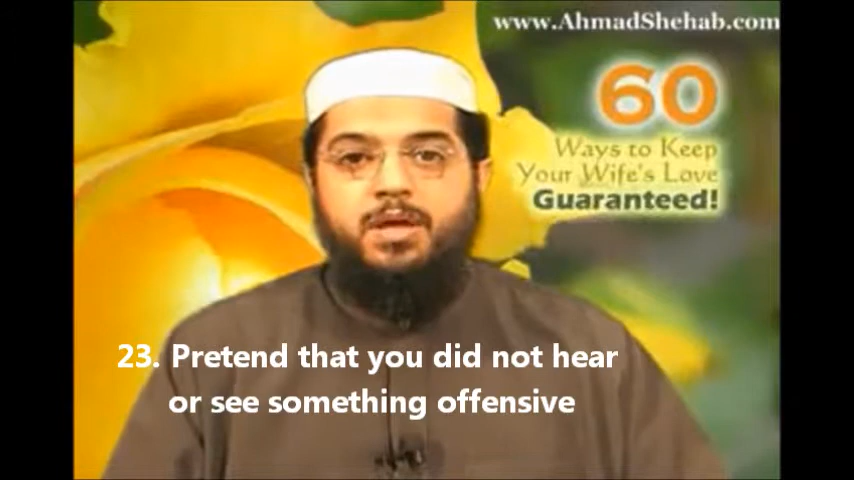 www.AhmadShehab.com
60
Ways to Keep
Your Wife's Love
Guaranteed!
23. Pretend that you did not hear
or see something offensive